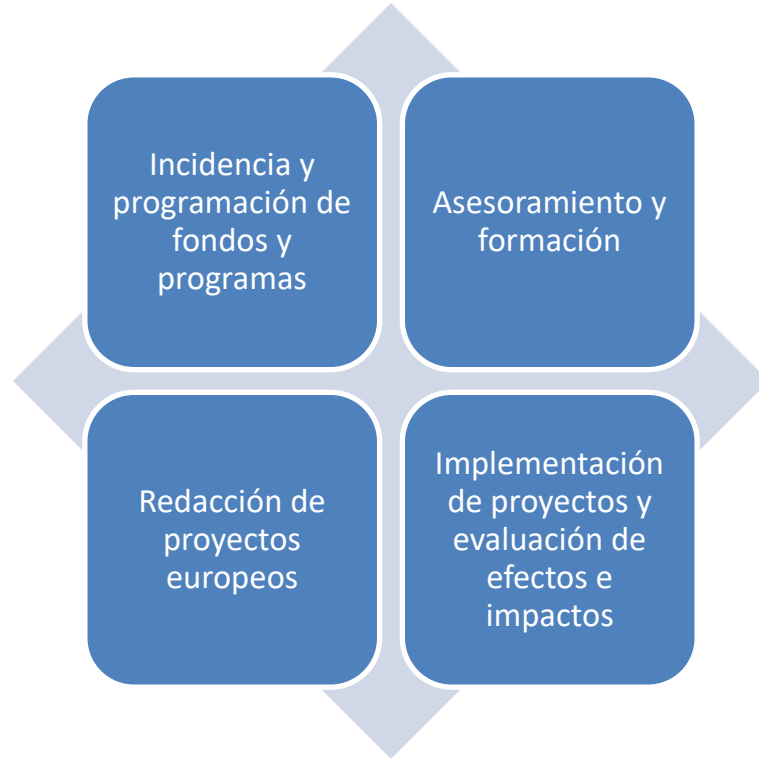 Incidencia y
programación de
fondos y
programas
Asesoramiento y
formación
Redacción de
proyectos
europeos
Implementación
de proyectos y
evaluación de
efectos e
impactos